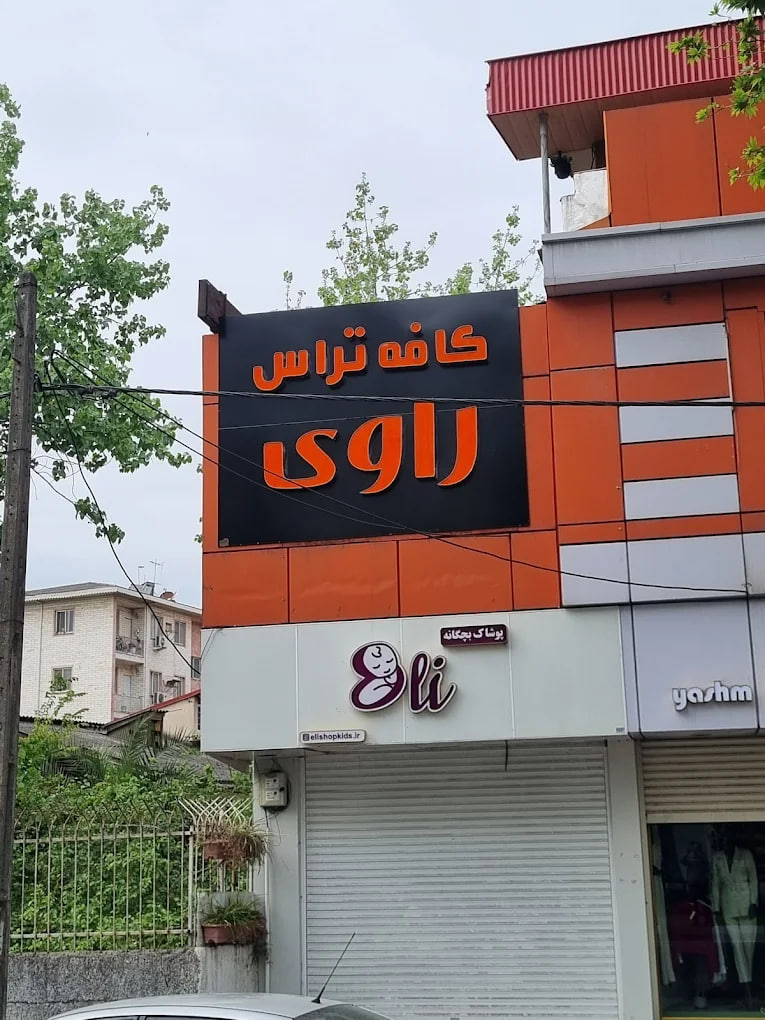 کافه تراس
راوی
پوشاک بچگانه
eli
elishopkids.ir
yashm